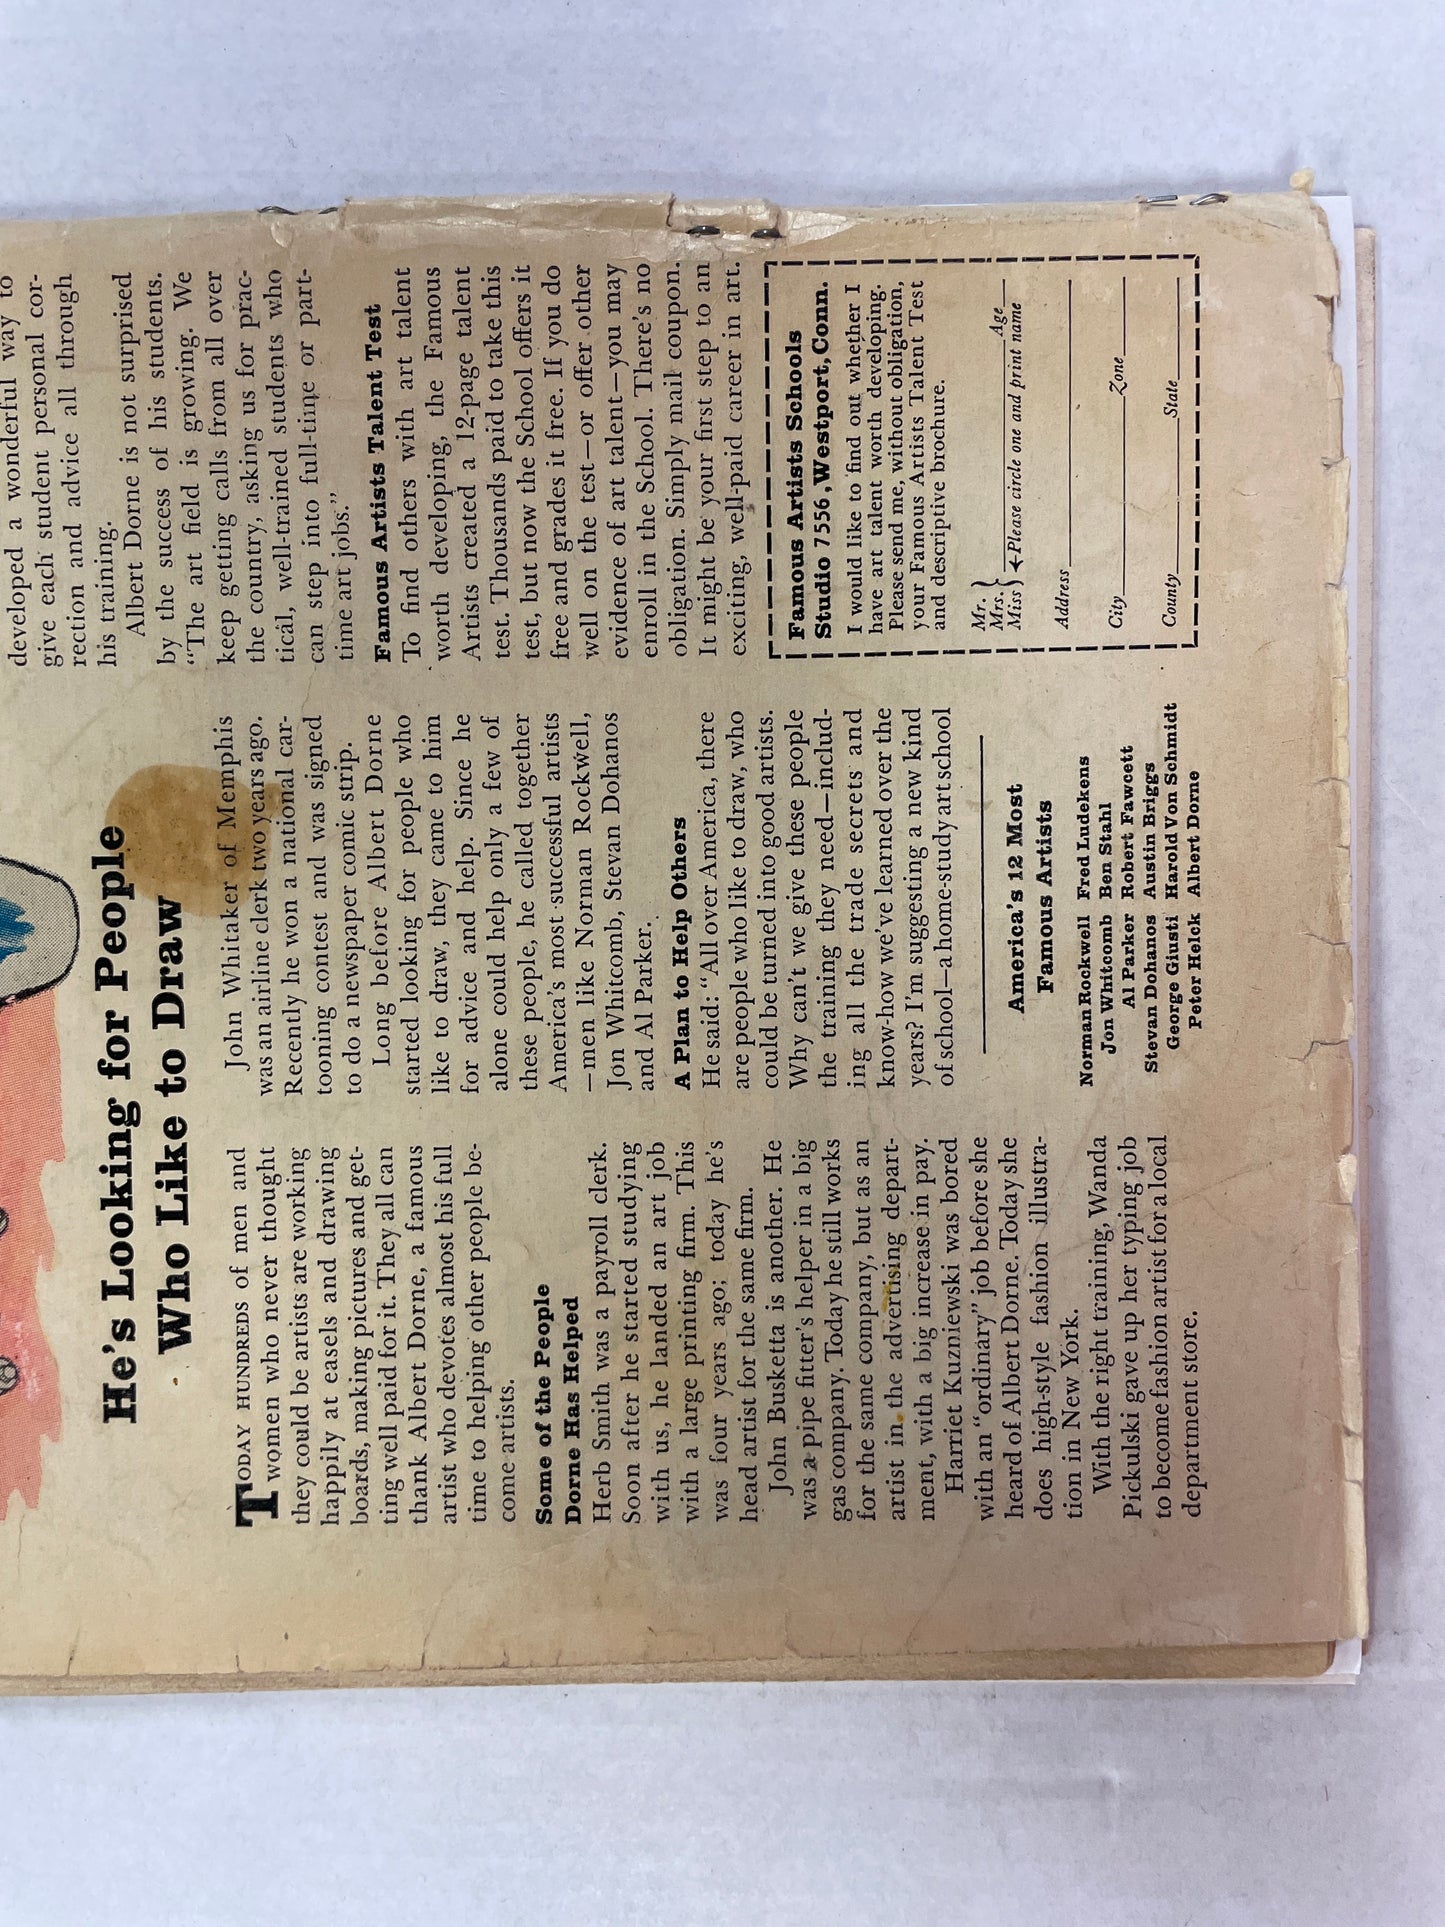 He's Looking for People
Who Like to Draw
TODAY HUNDREDS of men and
women who never thought
they could be artists are working
happily at easels and drawing
boards, making pictures and get-
ting well paid for it. They all can
thank Albert Dorne, a famous
artist who devotes almost his full
time to helping other people be-
come artists.
Some of the People
Dorne Has Helped
Herb Smith was a payroll clerk.
Soon after he started studying
with us, he landed an art job
with a large printing firm. This
was four years ago; today he's
head artist for the same firm.
John Busketta is another. He
was a pipe fitter's helper in a big
gas company. Today he still works
for the same company, but as an
artist in the advertising depart-
ment, with a big increase in pay.
Harriet Kuzniewski was bored
with an "ordinary" job before she
heard of Albert Dorne. Today she
does high-style fashion illustra-
tion in New York.
With the right training, Wanda
Pickulski gave up her typing job
to become fashion artist for a local
department store.
John Whitaker of Memphis
was an airline clerk two years ago.
Recently he won a national car-
tooning contest and was signed
to do a newspaper comic strip.
Long before Albert Dorne
started looking for people who
like to draw, they came to him
for advice and help. Since he
alone could help only a few of
these people, he called together
America's most successful artists
—men like Norman Rockwell,
Jon Whitcomb, Stevan Dohanos
and Al Parker.
A Plan to Help Others
He said: "All over America, there
are people who like to draw, who
could be turned into good artists.
Why can't we give these people
the training they need—includ-
ing all the trade secrets and
know-how we've learned over the
years? I'm suggesting a new kind
of school—a home-study art school
America's 12 Most
Famous Artists
Norman Rockwell Fred Ludekens
Jon Whitcomb Ben Stahl
Al Parker Robert Fawcett
Stevan Dohanos Austin Briggs
George Giusti Harold Von Schmidt
Peter Helck Albert Dorne
developed a wonderful way to
give each student personal cor-
rection and advice all through
his training.
Albert Dorne is not surprised
by the success of his students.
"The art field is growing. We
keep getting calls from all over
the country, asking us for prac-
tical, well-trained students who
can step into full-time or part-
time art jobs."
Famous Artists Talent Test
To find others with art talent
worth developing, the Famous
Artists created a 12-page talent
test. Thousands paid to take this
test, but now the School offers it
free and grades it free. If you do
well on the test—or offer other
evidence of art talent—you may
enroll in the School. There's no
obligation. Simply mail coupon.
It might be your first step to an
exciting, well-paid career in art.
Famous Artists Schools
Studio 7556, Westport, Conn.
I would like to find out whether I
have art talent worth developing.
Please send me, without obligation,
your Famous Artists Talent Test
and descriptive brochure.
Mr.
Mrs. Age
Miss ←Please circle one and print name
Address
City Zone
County State